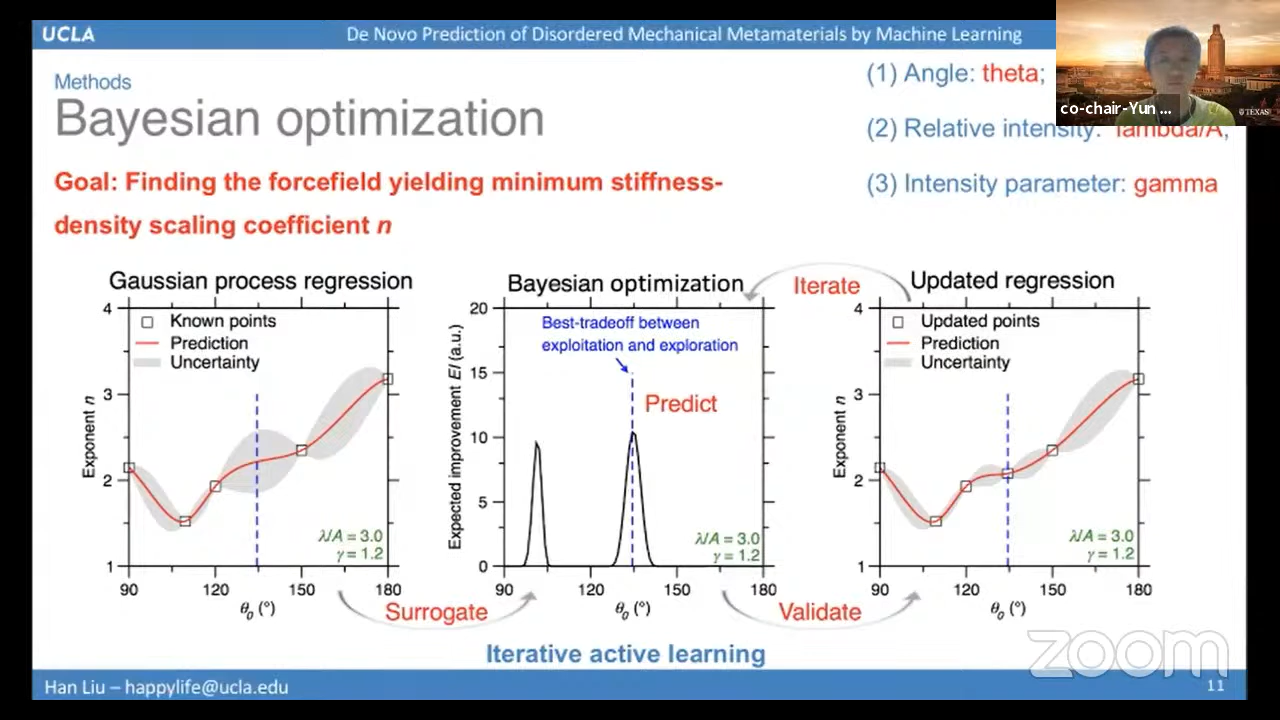 UCLA
De Novo Prediction of Disordered Mechanical Metamaterials by Machine Learning
Methods
Bayesian optimization
(1) Angle: theta;
(2) Relative intensity: lambda/A;
(3) Intensity parameter: gamma
co-chair-Yun ...
TEXAS
Goal: Finding the forcefield yielding minimum stiffness-
density scaling coefficient n
Gaussian process regression
4
3
2
1
Exponent n
Known points
Prediction
Uncertainty
λ/A = 3.0
γ = 1.2
90
120
150
180
θ₀ (°)
Surrogate
Bayesian optimization
20
15
10
5
0
Expected improvement EI (a.u.)
Best-tradeoff between
exploitation and exploration
Predict
λ/A = 3.0
γ = 1.2
90
120
150
180
θ₀ (°)
Iterate
Validate
Updated regression
4
3
2
1
Exponent n
Updated points
Prediction
Uncertainty
λ/A = 3.0
γ = 1.2
90
120
150
180
θ₀ (°)
Iterative active learning
zoom
Han Liu – happylife@ucla.edu
11